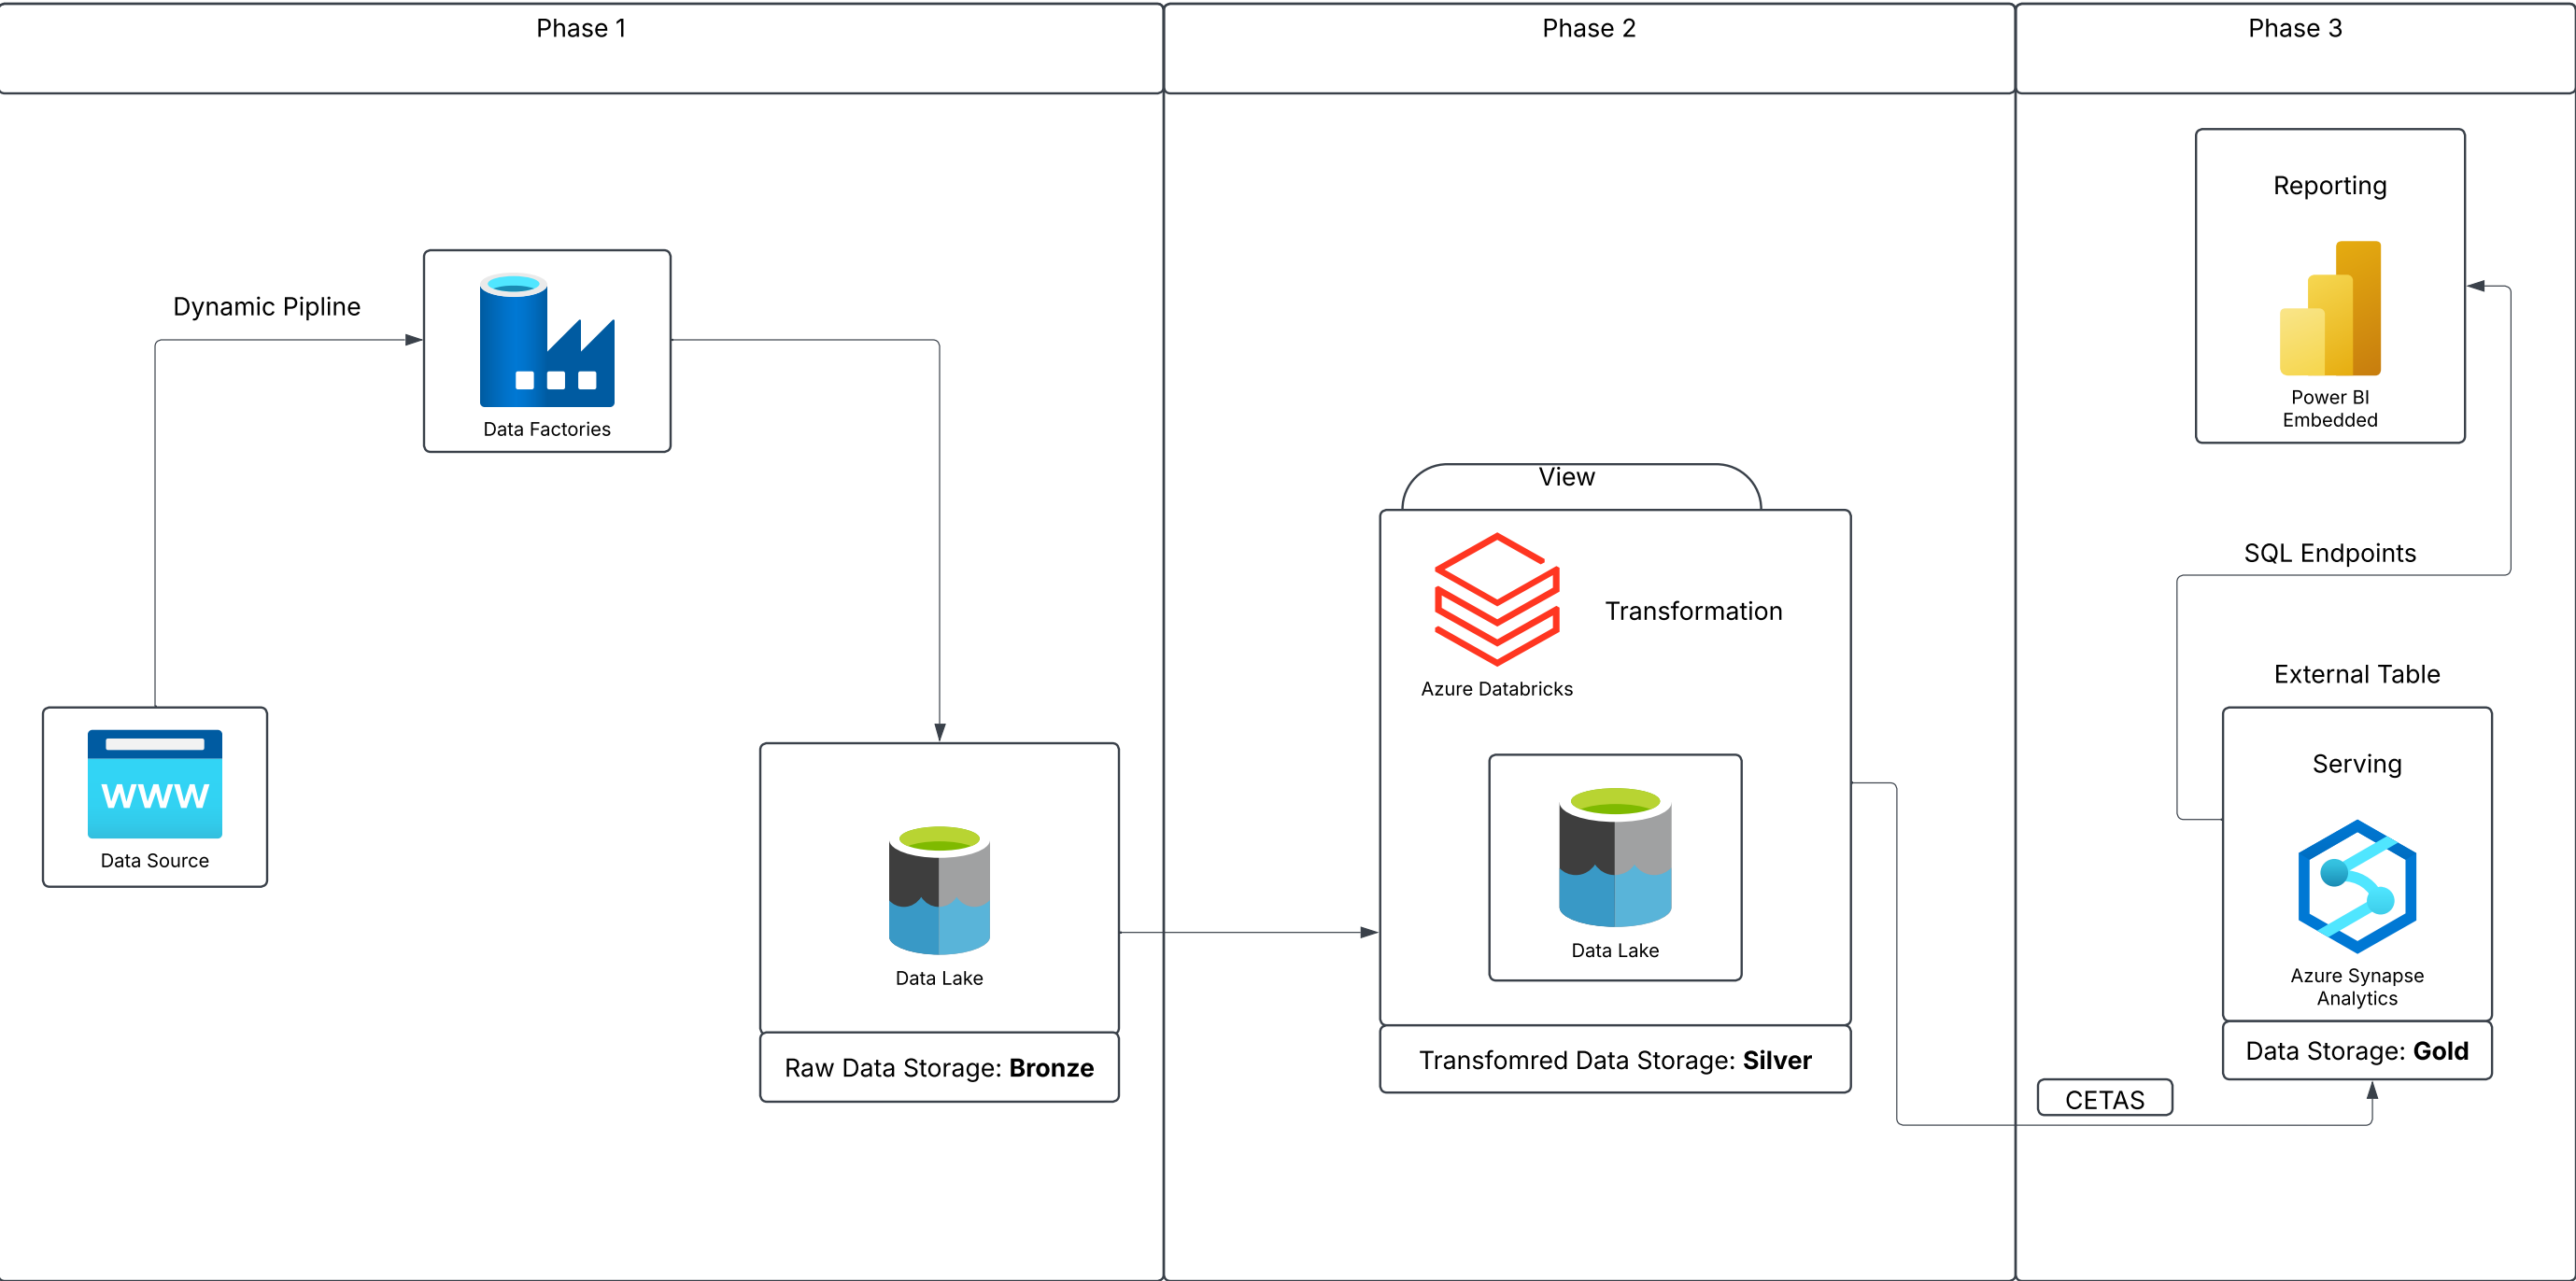 Phase 1
Phase 2
Phase 3
Dynamic Pipline
Data Factories
WWW
Data Source
Data Lake
Raw Data Storage: Bronze
View
Transformation
Azure Databricks
Data Lake
Transfomred Data Storage: Silver
Reporting
Power BI
Embedded
SQL Endpoints
External Table
Serving
Azure Synapse
Analytics
Data Storage: Gold
CETAS